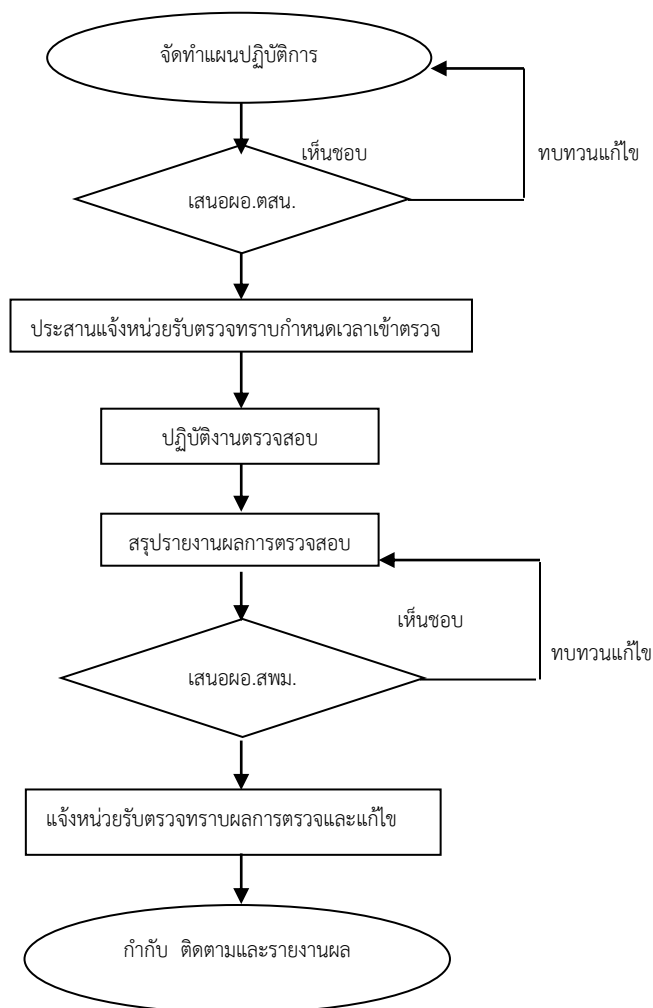 จัดทำแผนปฏิบัติการ
เห็นชอบ
ทบทวนแก้ไข
เสนอผอ.ตสน.
ประสานแจ้งหน่วยรับตรวจทราบกำหนดเวลาเข้าตรวจ
ปฏิบัติงานตรวจสอบ
สรุปรายงานผลการตรวจสอบ
เห็นชอบ
ทบทวนแก้ไข
เสนอผอ.สพม.
แจ้งหน่วยรับตรวจทราบผลการตรวจและแก้ไข
กำกับ ติดตามและรายงานผล